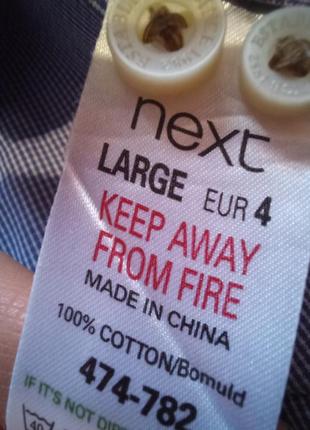 next
LARGE EUR 4
KEEP AWAY
FROM FIRE
MADE IN CHINA
100% COTTON/Bomuld
474-782
IF IT'S NOT
40